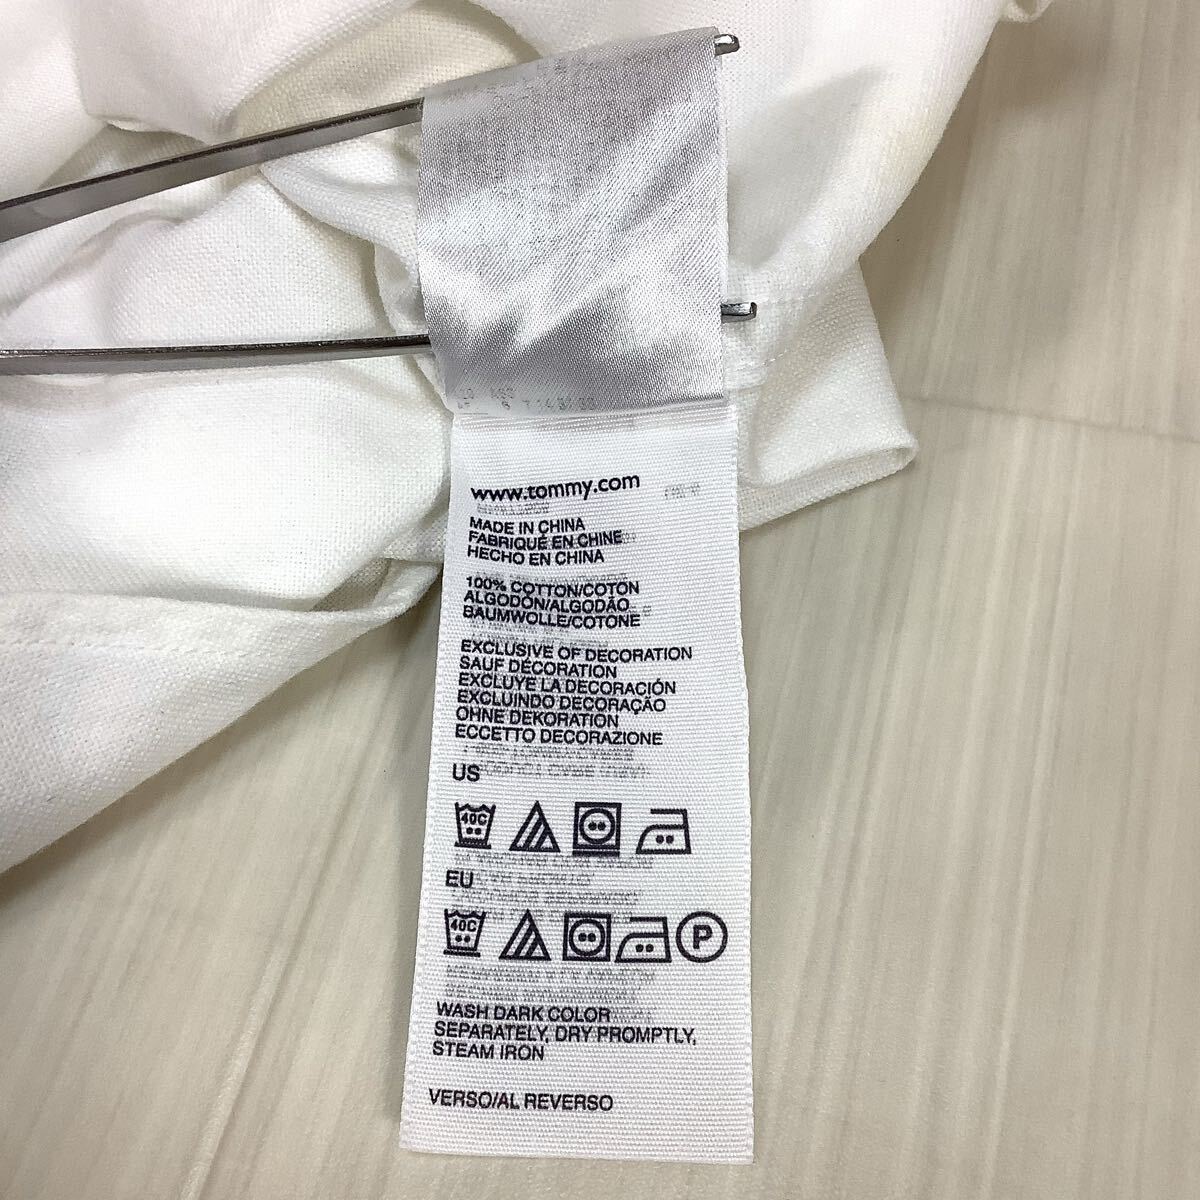 www.tommy.com
MADE IN CHINA
FABRIQUÉ EN CHINE
HECHO EN CHINA
100% COTTON/COTON
ALGODÓN/ALGODÃO
BAUMWOLLE/COTONE
EXCLUSIVE OF DECORATION
SAUF DÉCORATION
EXCLUYE LA DECORACIÓN
EXCLUINDO DECORAÇÃO
OHNE DEKORATION
ECCETTO DECORAZIONE
US
40C
EU
40C P
WASH DARK COLOR
SEPARATELY, DRY PROMPTLY,
STEAM IRON
VERSO/AL REVERSO